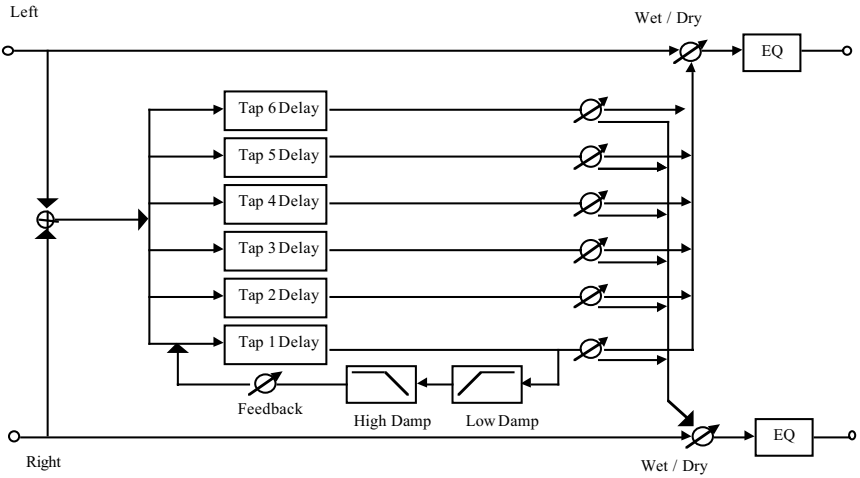 Left
Wet / Dry
EQ
Tap 6 Delay
Tap 5 Delay
Tap 4 Delay
Tap 3 Delay
Tap 2 Delay
Tap 1 Delay
Feedback
High Damp
Low Damp
EQ
Right
Wet / Dry